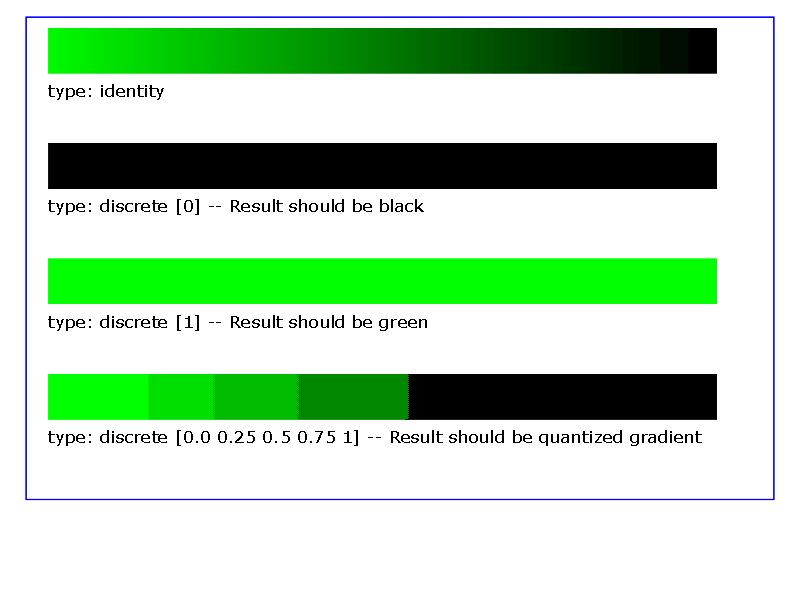 type: identity
type: discrete [0] -- Result should be black
type: discrete [1] -- Result should be green
type: discrete [0.0 0.25 0.5 0.75 1] -- Result should be quantized gradient